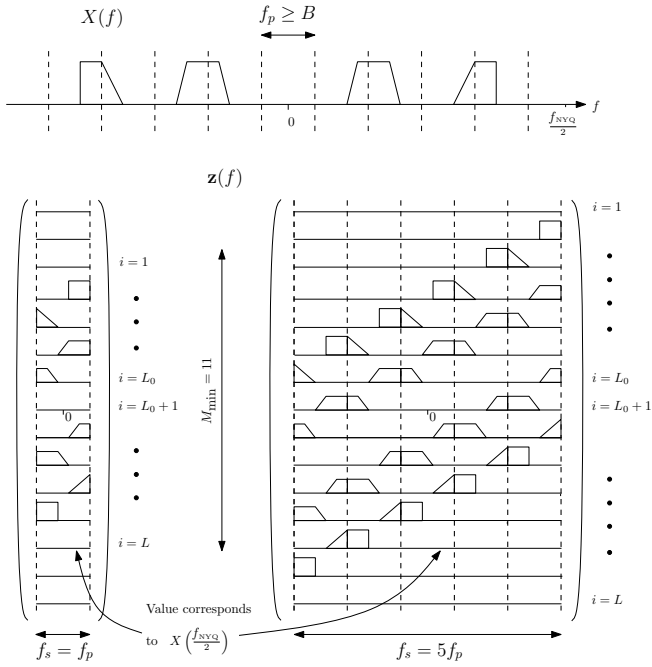 X(f)
f_p ≥ B
f
0
f_NYQ/2
z(f)
i = 1
i = 1
M_min = 11
i = L_0
i = L_0
i = L_0 + 1
i = L_0 + 1
0
0
i = L
Value corresponds
to X(f_NYQ/2)
i = L
f_s = f_p
f_s = 5f_p